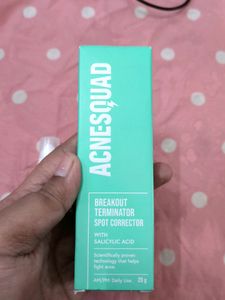 ACNESQUAD
BREAKOUT
TERMINATOR
SPOT CORRECTOR
WITH
SALICYLIC ACID
Scientifically proven
technology that helps
fight acne.
AM/PM Daily Use
25 g